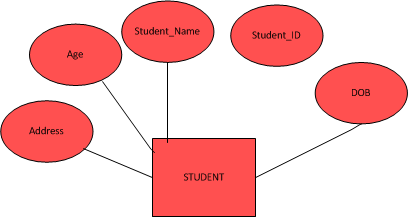 Student_Name
Student_ID
Age
DOB
Address
STUDENT